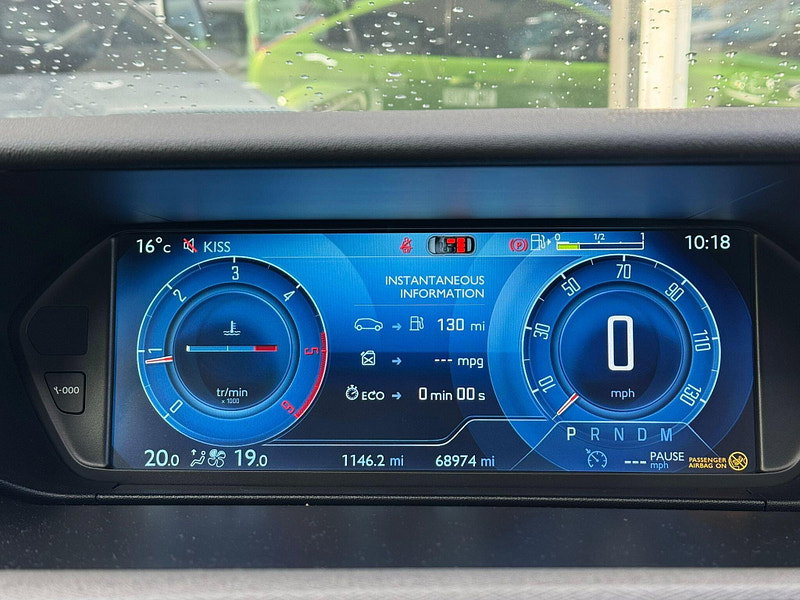 16°c KISS 0 1/2 1 10:18
INSTANTANEOUS
INFORMATION
130 mi
--- mpg
ECO 0 min 00 s
0 1 2 3 4 5 6
tr/min
x 1000
10 30 50 70 90 110 130
0
mph
P R N D M
20.0 19.0 1146.2 mi 68974 mi
--- PAUSE
mph
PASSENGER
AIRBAG ON
-000